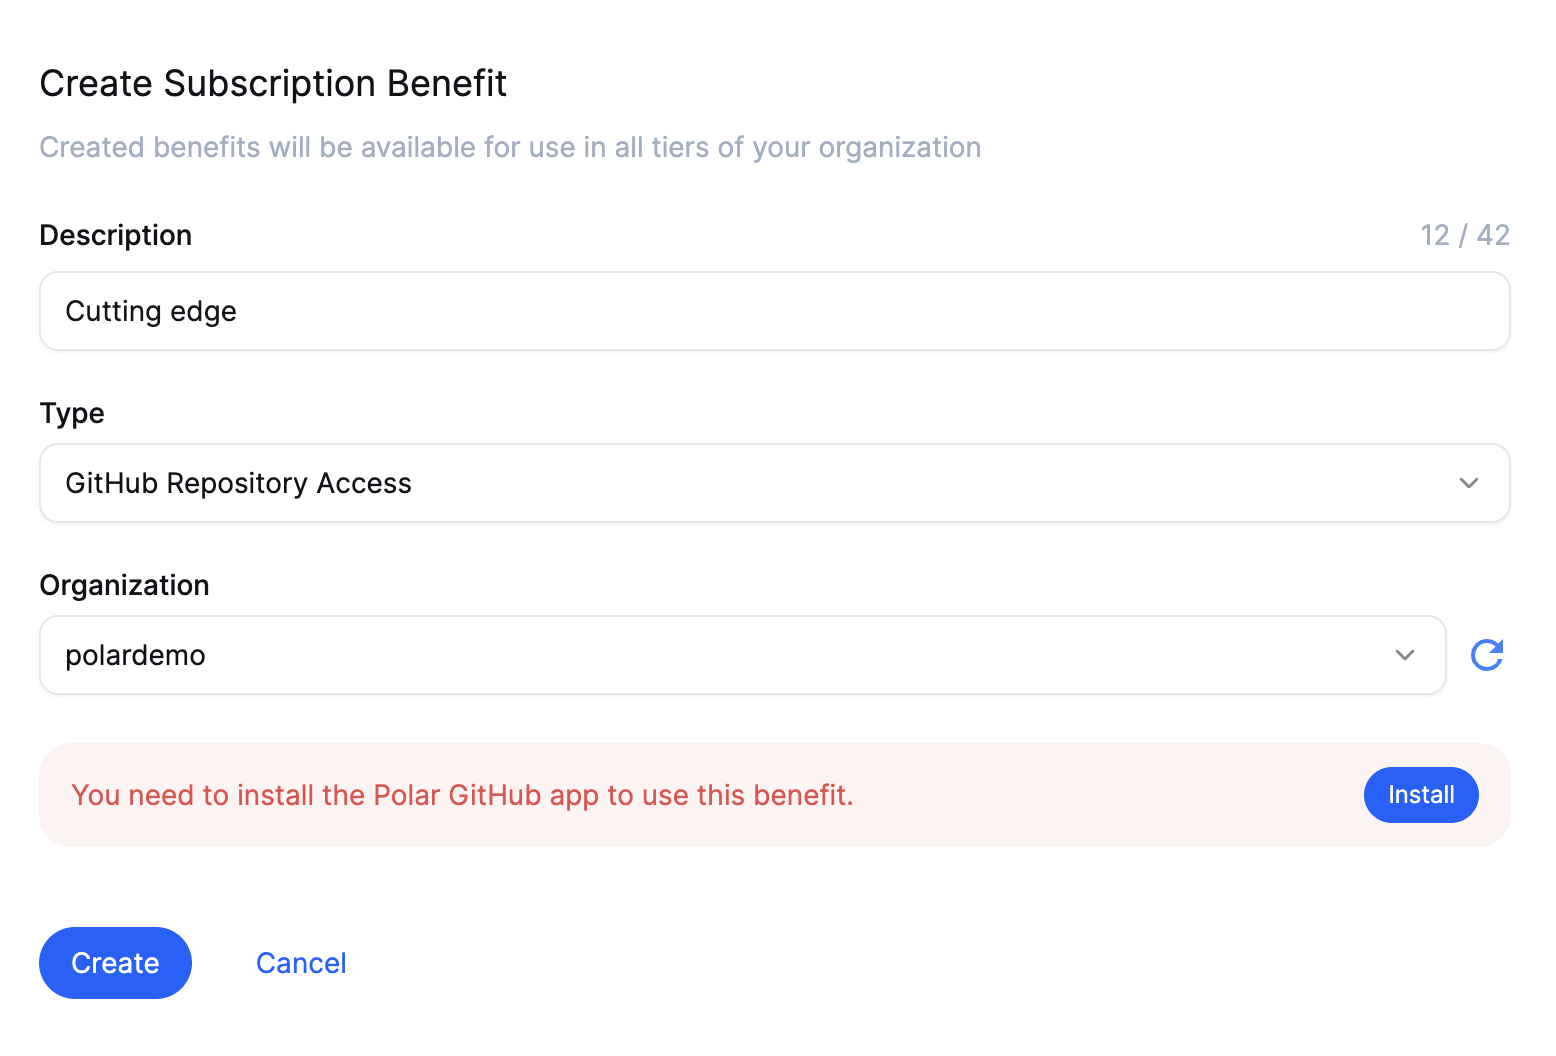 Create Subscription Benefit
Created benefits will be available for use in all tiers of your organization
Description 12 / 42
Cutting edge
Type
GitHub Repository Access
Organization
polardemo
You need to install the Polar GitHub app to use this benefit. Install
Create Cancel